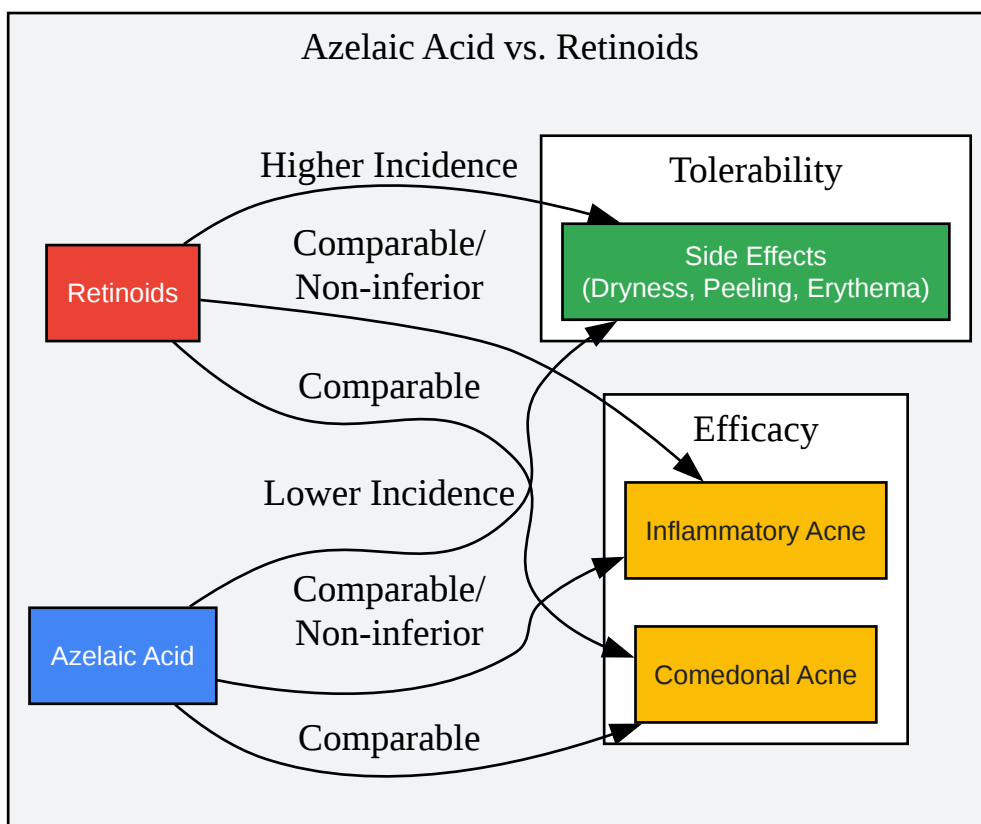 Azelaic Acid vs. Retinoids
Higher Incidence
Tolerability
Comparable/
Non-inferior
Side Effects
(Dryness, Peeling, Erythema)
Retinoids
Comparable
Efficacy
Lower Incidence
Inflammatory Acne
Comparable/
Non-inferior
Azelaic Acid
Comedonal Acne
Comparable